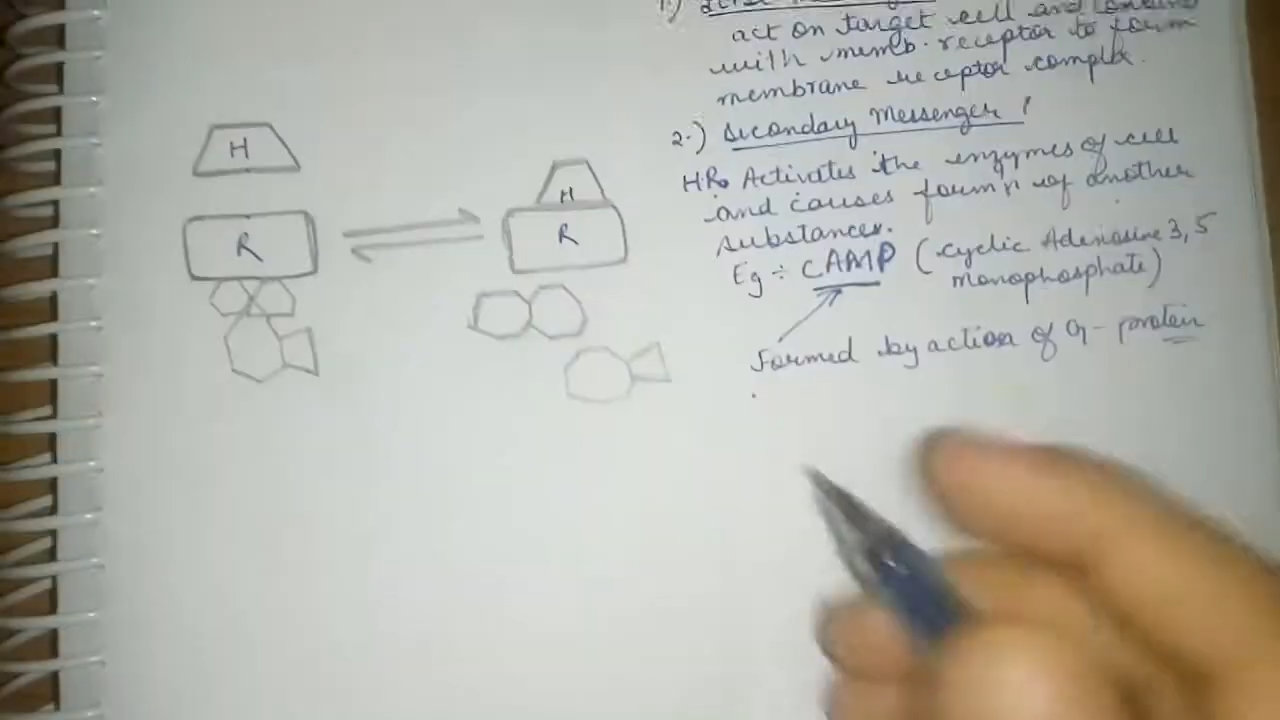 1.)
act on target cell and
with memb. receptor to form
membrane receptor complex.
2.) Secondary Messenger !
HR. Activates the enzymes of cell
and causes formn of another
substances.
Eg ÷ CAMP (cyclic Adenosine 3,5
monophosphate)
Formed by action of G-protein
H
R
H
R